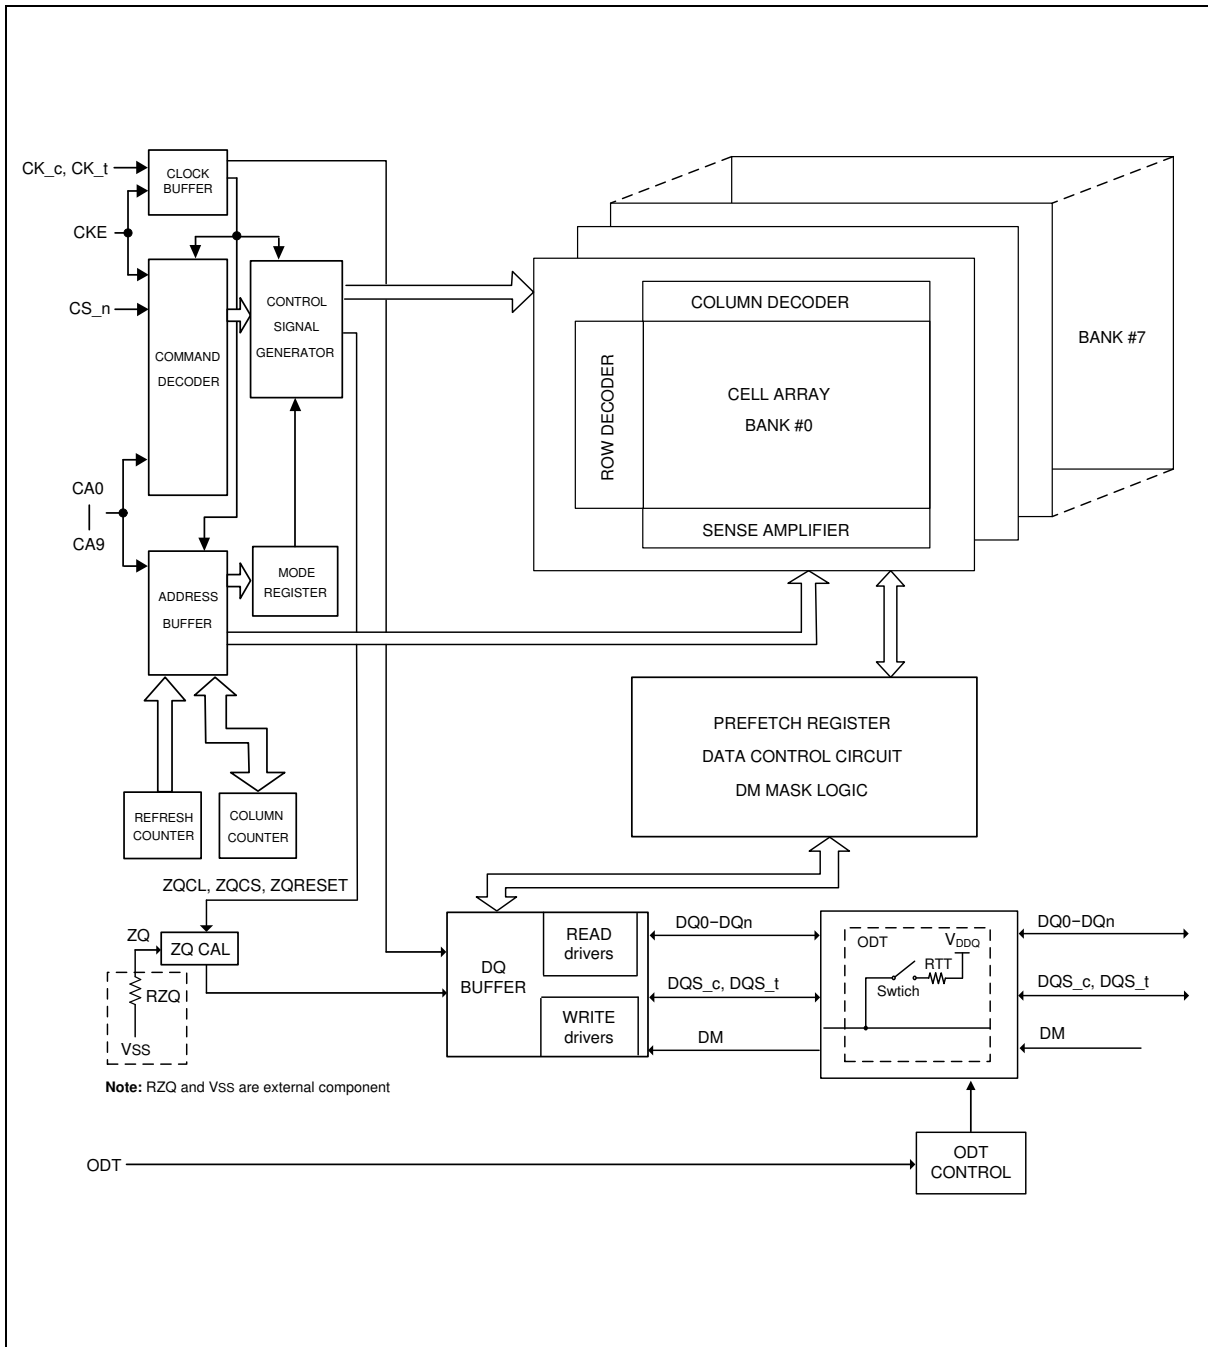 CK_c, CK_t
CLOCK
BUFFER
CKE
CS_n
COMMAND
DECODER
CONTROL
SIGNAL
GENERATOR
COLUMN DECODER
ROW DECODER
CELL ARRAY
BANK #0
SENSE AMPLIFIER
BANK #7
CA0
CA9
ADDRESS
BUFFER
MODE
REGISTER
PREFETCH REGISTER
DATA CONTROL CIRCUIT
DM MASK LOGIC
REFRESH
COUNTER
COLUMN
COUNTER
ZQCL, ZQCS, ZQRESET
ZQ
ZQ CAL
RZQ
VSS
Note: RZQ and VSS are external component
DQ
BUFFER
READ
drivers
WRITE
drivers
DQ0−DQn
DQS_c, DQS_t
DM
ODT
VDDQ
RTT
Swtich
DQ0−DQn
DQS_c, DQS_t
DM
ODT
ODT
CONTROL